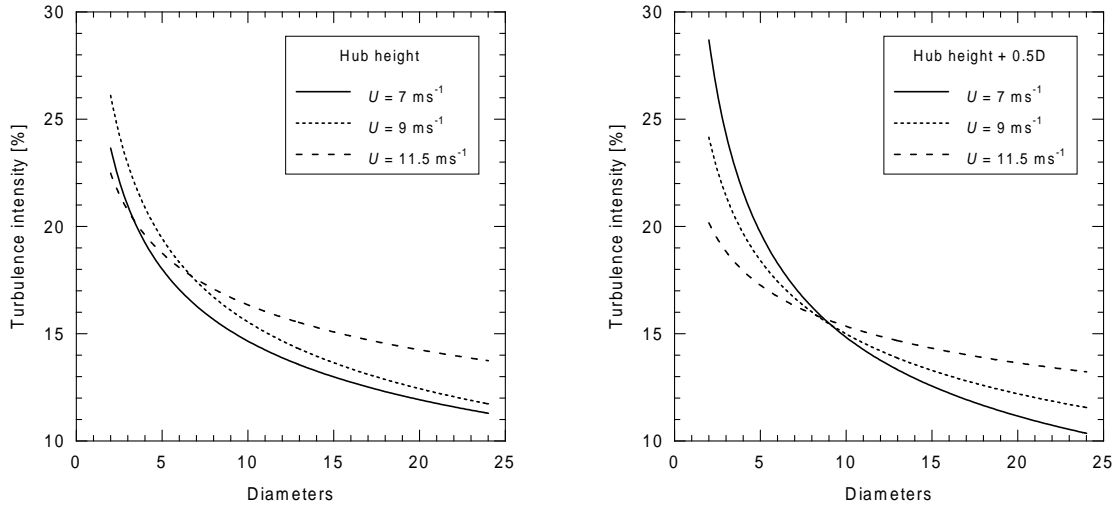 Hub height
U = 7 ms-1
U = 9 ms-1
U = 11.5 ms-1
Turbulence intensity [%]
30
25
20
15
10
0 5 10 15 20 25
Diameters
Hub height + 0.5D
U = 7 ms-1
U = 9 ms-1
U = 11.5 ms-1
Turbulence intensity [%]
30
25
20
15
10
0 5 10 15 20 25
Diameters